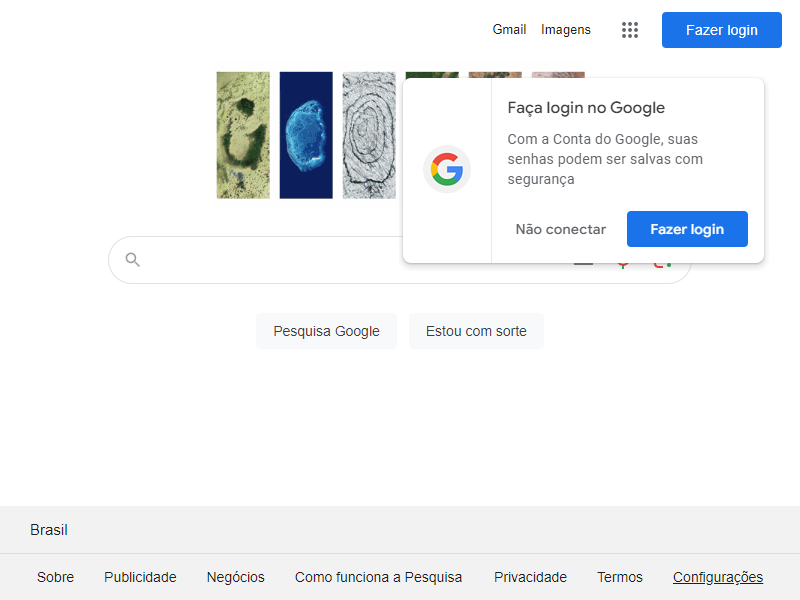 Gmail Imagens Fazer login
Faça login no Google
Com a Conta do Google, suas
senhas podem ser salvas com
segurança
Não conectar Fazer login
Pesquisa Google Estou com sorte
Brasil
Sobre Publicidade Negócios Como funciona a Pesquisa Privacidade Termos Configurações